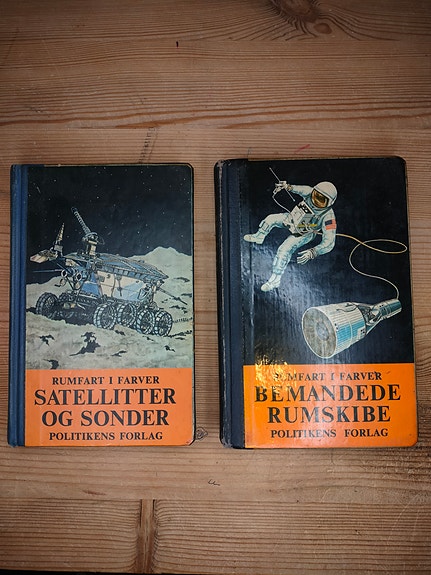 RUMFART I FARVER
SATELLITTER
OG SONDER
POLITIKENS FORLAG
RUMFART I FARVER
BEMANDEDE
RUMSKIBE
POLITIKENS FORLAG